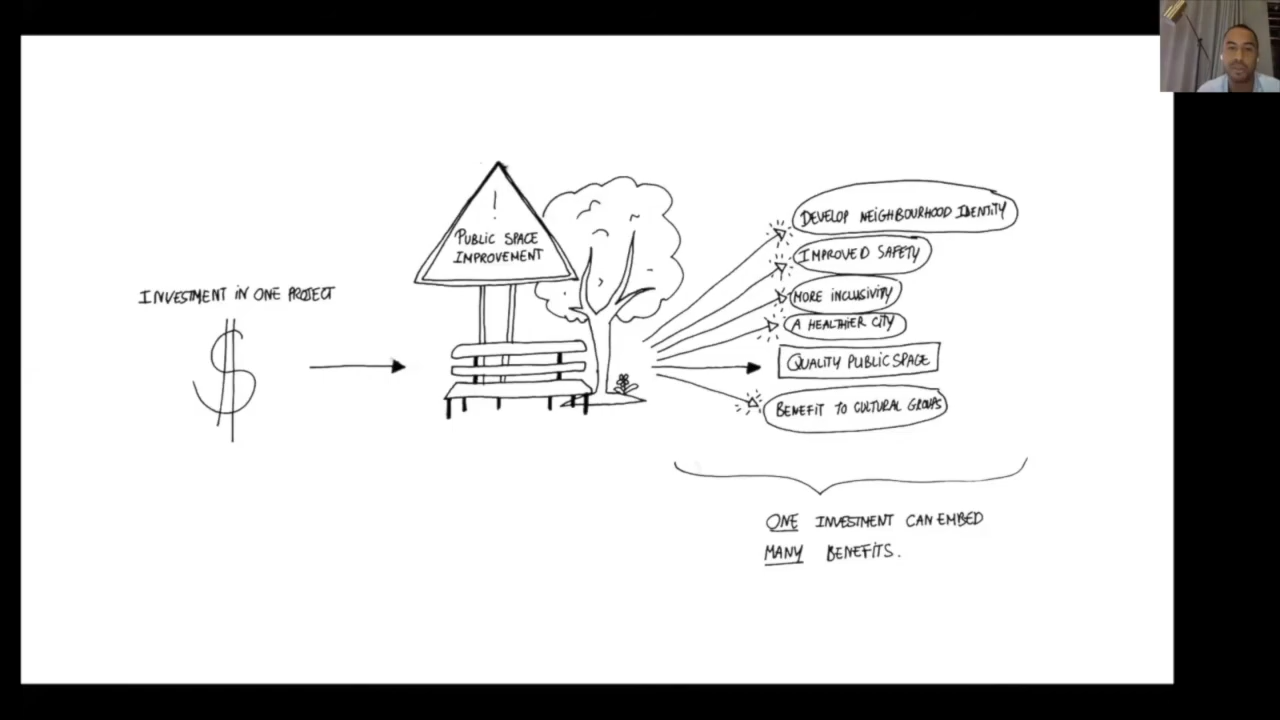 INVESTMENT IN ONE PROJECT
!
PUBLIC SPACE
IMPROVEMENT
DEVELOP NEIGHBOURHOOD IDENTITY
IMPROVED SAFETY
MORE INCLUSIVITY
A HEALTHIER CITY
QUALITY PUBLIC SPACE
BENEFIT TO CULTURAL GROUPS
ONE INVESTMENT CAN EMBED
MANY BENEFITS.